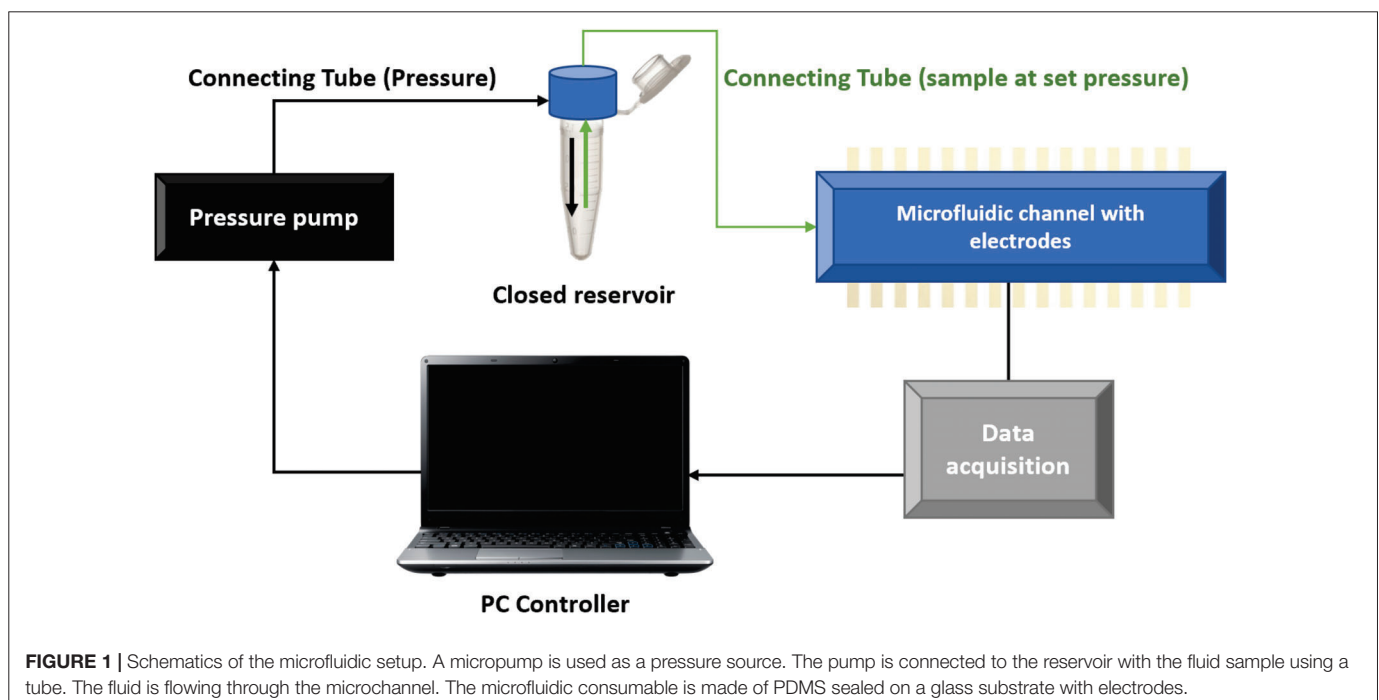 Connecting Tube (Pressure)
Connecting Tube (sample at set pressure)
Pressure pump
Microfluidic channel with
electrodes
Closed reservoir
Data
acquisition
PC Controller
FIGURE 1 | Schematics of the microfluidic setup. A micropump is used as a pressure source. The pump is connected to the reservoir with the fluid sample using a
tube. The fluid is flowing through the microchannel. The microfluidic consumable is made of PDMS sealed on a glass substrate with electrodes.